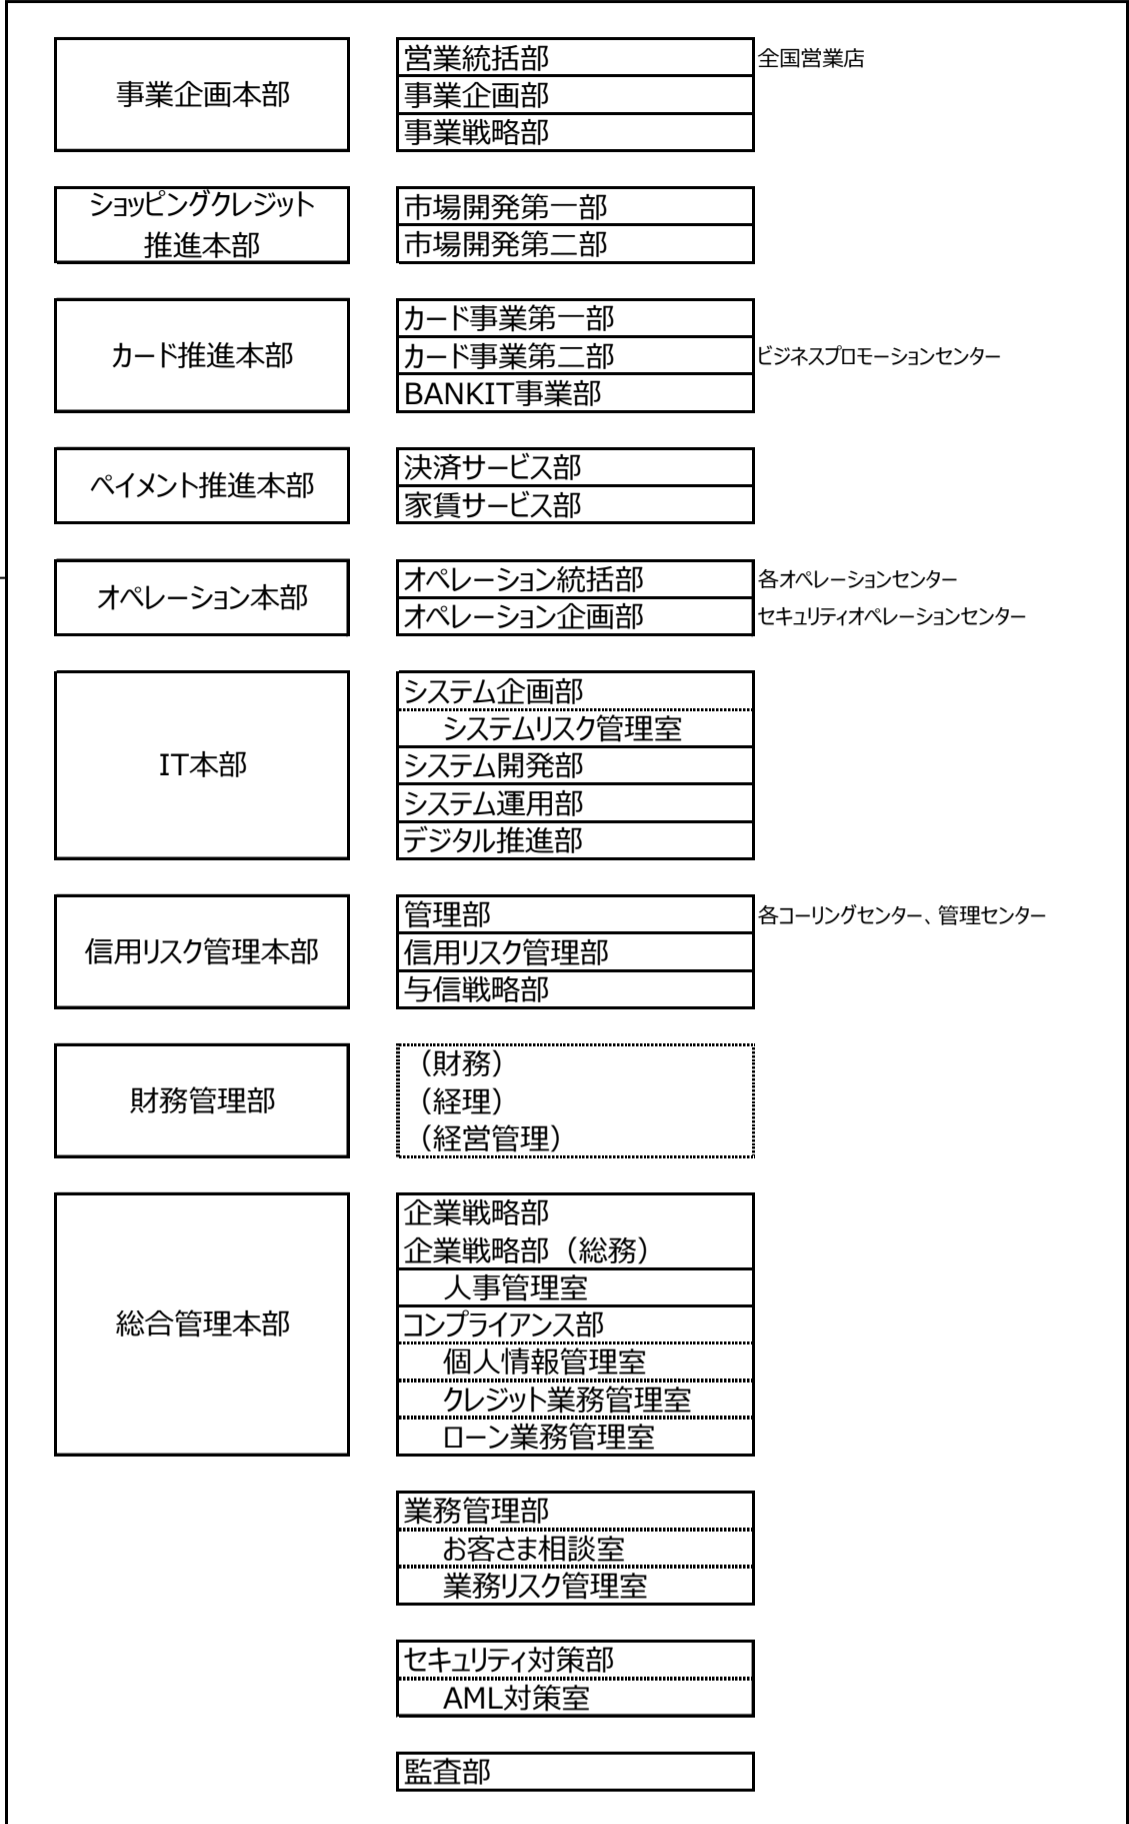 事業企画本部
営業統括部
全国営業店
事業企画部
事業戦略部
ショッピングクレジット
推進本部
市場開発第一部
市場開発第二部
カード推進本部
カード事業第一部
カード事業第二部
ビジネスプロモーションセンター
BANKIT事業部
ペイメント推進本部
決済サービス部
家賃サービス部
オペレーション本部
オペレーション統括部
各オペレーションセンター
オペレーション企画部
セキュリティオペレーションセンター
IT本部
システム企画部
システムリスク管理室
システム開発部
システム運用部
デジタル推進部
信用リスク管理本部
管理部
各コーリングセンター、管理センター
信用リスク管理部
与信戦略部
財務管理部
（財務）
（経理）
（経営管理）
総合管理本部
企業戦略部
企業戦略部（総務）
人事管理室
コンプライアンス部
個人情報管理室
クレジット業務管理室
ローン業務管理室
業務管理部
お客さま相談室
業務リスク管理室
セキュリティ対策部
AML対策室
監査部